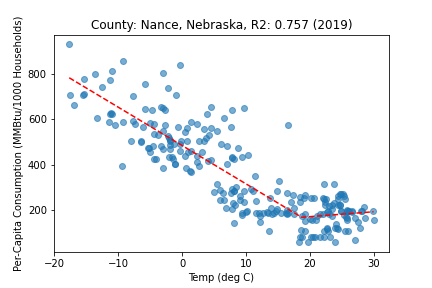 County: Nance, Nebraska, R2: 0.757 (2019)
Per-Capita Consumption (MMBtu/1000 Households)
800
600
400
200
−20 −10 0 10 20 30
Temp (deg C)